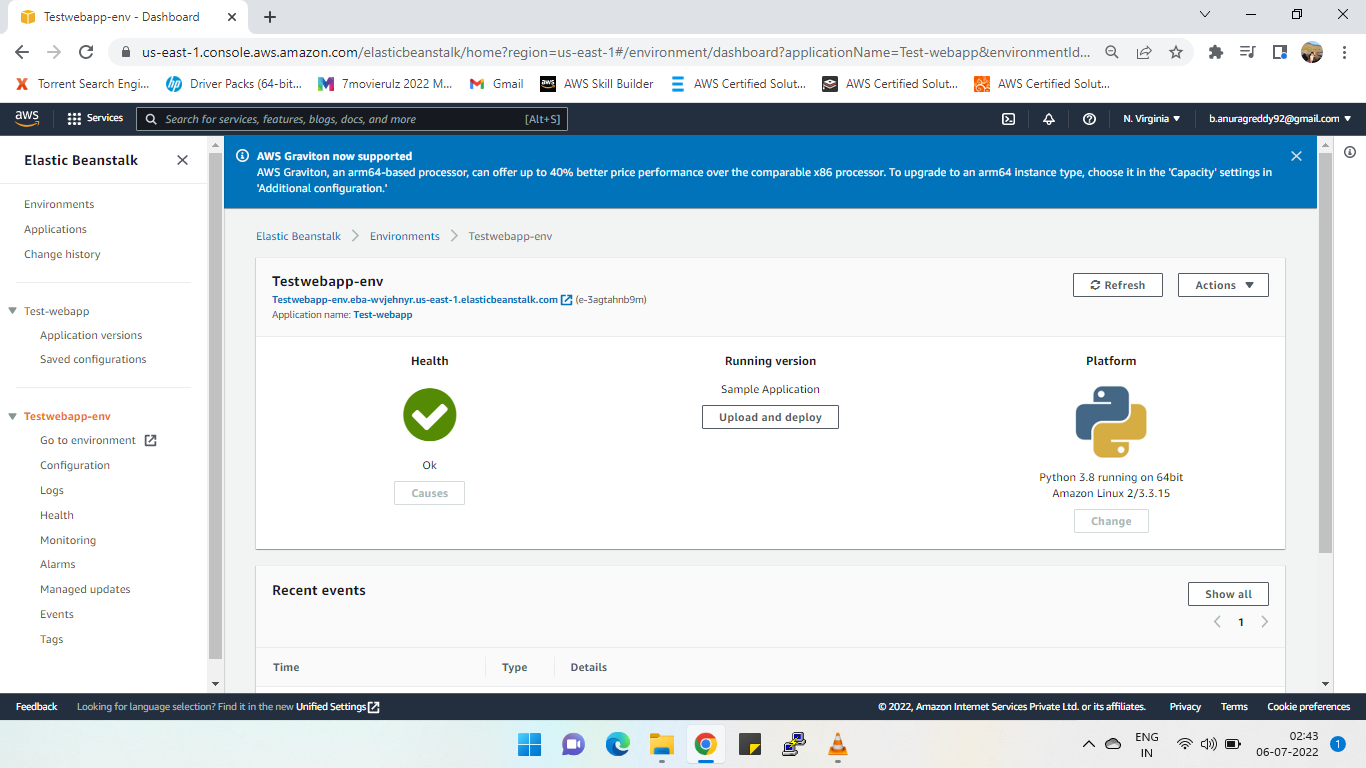 Testwebapp-env - Dashboard
us-east-1.console.aws.amazon.com/elasticbeanstalk/home?region=us-east-1#/environment/dashboard?applicationName=Test-webapp&environmentId...
Torrent Search Engi... Driver Packs (64-bit... 7movierulz 2022 M... Gmail AWS Skill Builder AWS Certified Solut... AWS Certified Solut... AWS Certified Solut...
aws Services Search for services, features, blogs, docs, and more [Alt+S] N. Virginia b.anuragreddy92@gmail.com
Elastic Beanstalk
Environments
Applications
Change history
Test-webapp
Application versions
Saved configurations
Testwebapp-env
Go to environment
Configuration
Logs
Health
Monitoring
Alarms
Managed updates
Events
Tags
AWS Graviton now supported
AWS Graviton, an arm64-based processor, can offer up to 40% better price performance over the comparable x86 processor. To upgrade to an arm64 instance type, choose it in the 'Capacity' settings in
'Additional configuration.'
Elastic Beanstalk Environments Testwebapp-env
Testwebapp-env
Testwebapp-env.eba-wvjehnyr.us-east-1.elasticbeanstalk.com (e-3agtahnb9m)
Application name: Test-webapp
Refresh Actions
Health
Ok
Causes
Running version
Sample Application
Upload and deploy
Platform
Python 3.8 running on 64bit
Amazon Linux 2/3.3.15
Change
Recent events
Show all
1
Time Type Details
Feedback Looking for language selection? Find it in the new Unified Settings © 2022, Amazon Internet Services Private Ltd. or its affiliates. Privacy Terms Cookie preferences
ENG
IN
02:43
06-07-2022
1